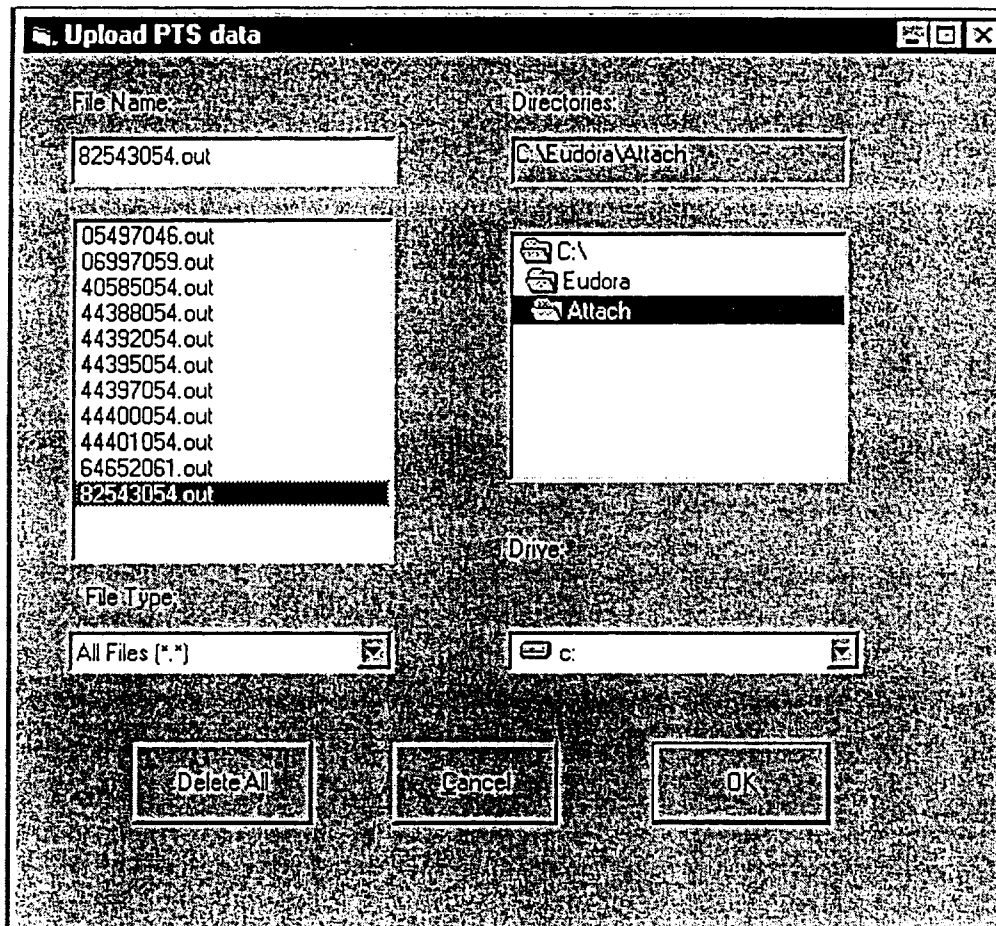 Upload PTS data
File Name:
82543054.out
05497046.out
06997059.out
40585054.out
44388054.out
44392054.out
44395054.out
44397054.out
44400054.out
44401054.out
64652061.out
82543054.out
File Type:
All Files (*.*)
Directories:
C:\Eudora\Attach
C:\
Eudora
Attach
Drive:
c:
Delete All
Cancel
OK